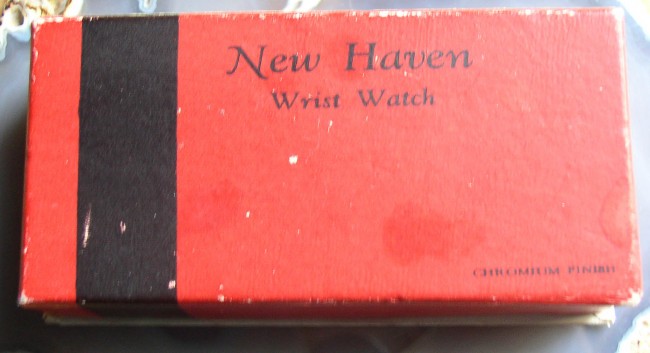 New Haven
Wrist Watch
CHROMIUM FINISH